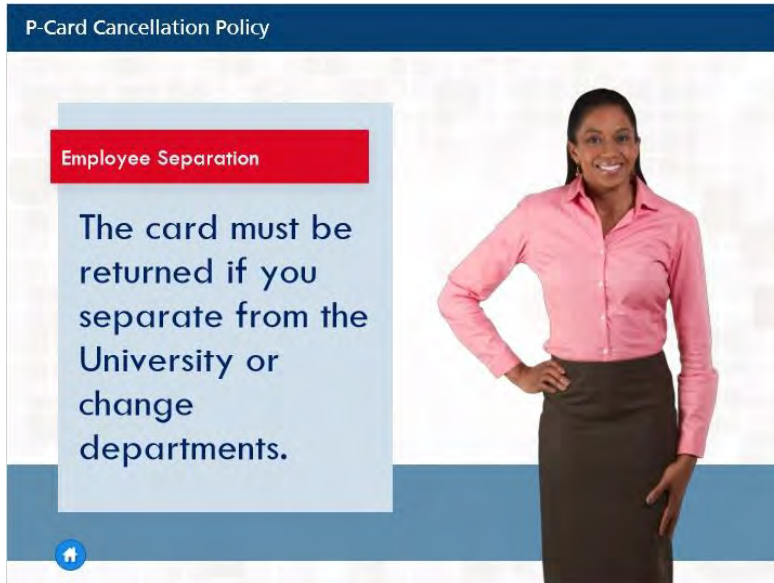 P-Card Cancellation Policy
Employee Separation
The card must be
returned if you
separate from the
University or
change
departments.